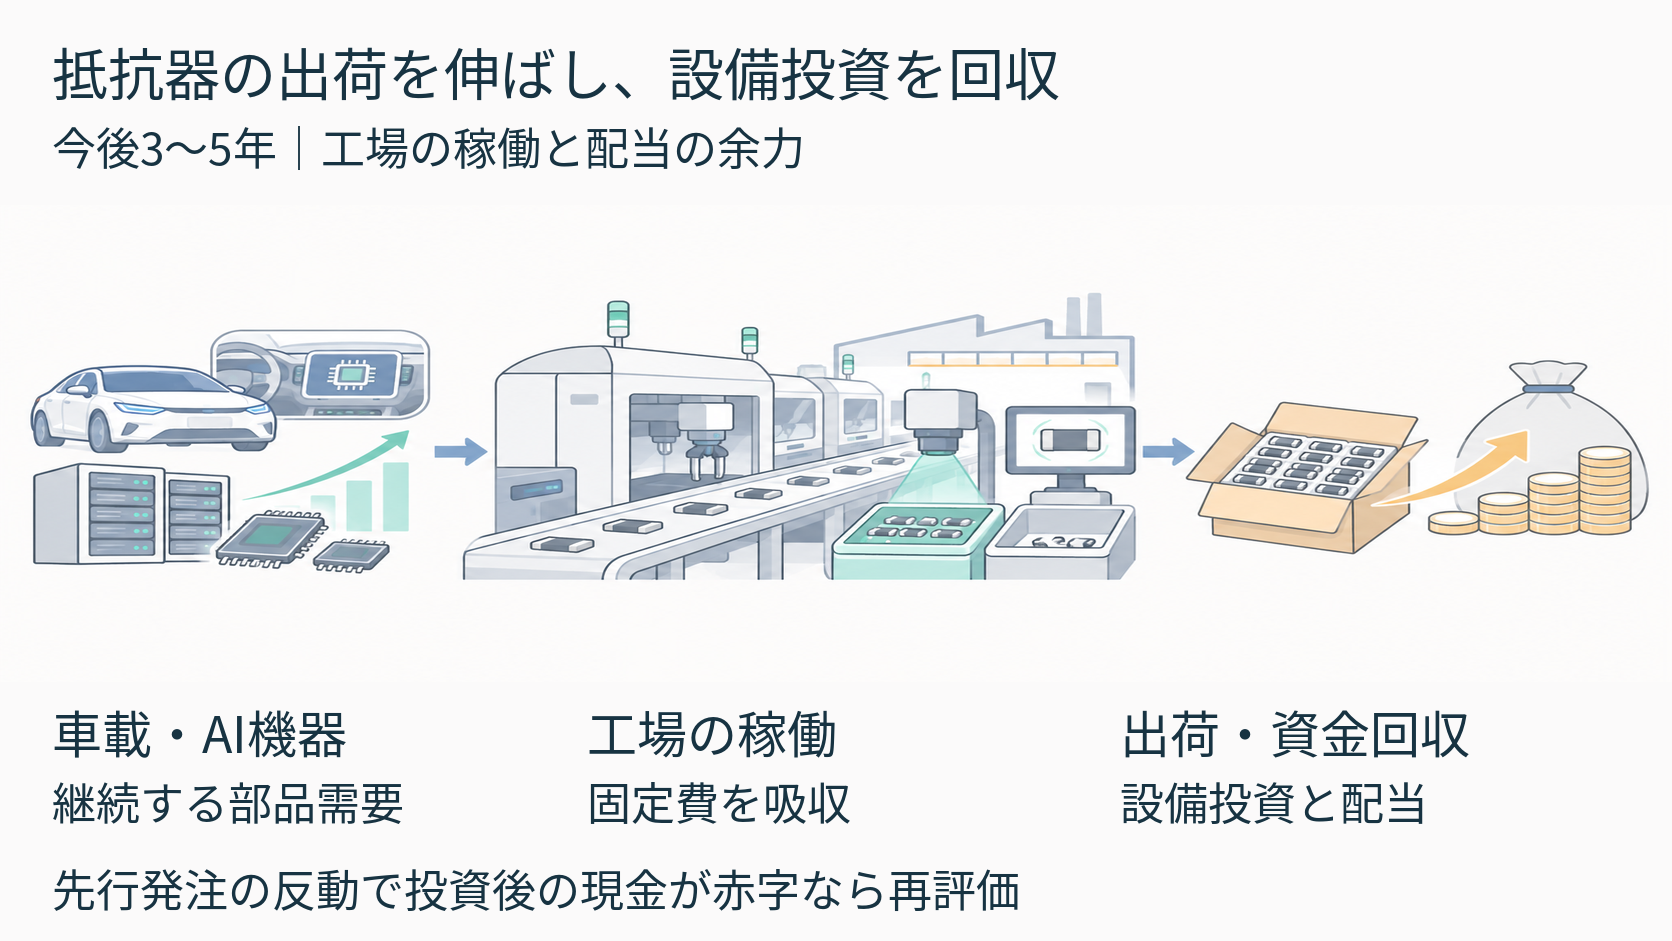 抵抗器の出荷を伸ばし、設備投資を回収
今後3〜5年｜工場の稼働と配当の余力
車載・AI機器
継続する部品需要
工場の稼働
固定費を吸収
出荷・資金回収
設備投資と配当
先行発注の反動で投資後の現金が赤字なら再評価